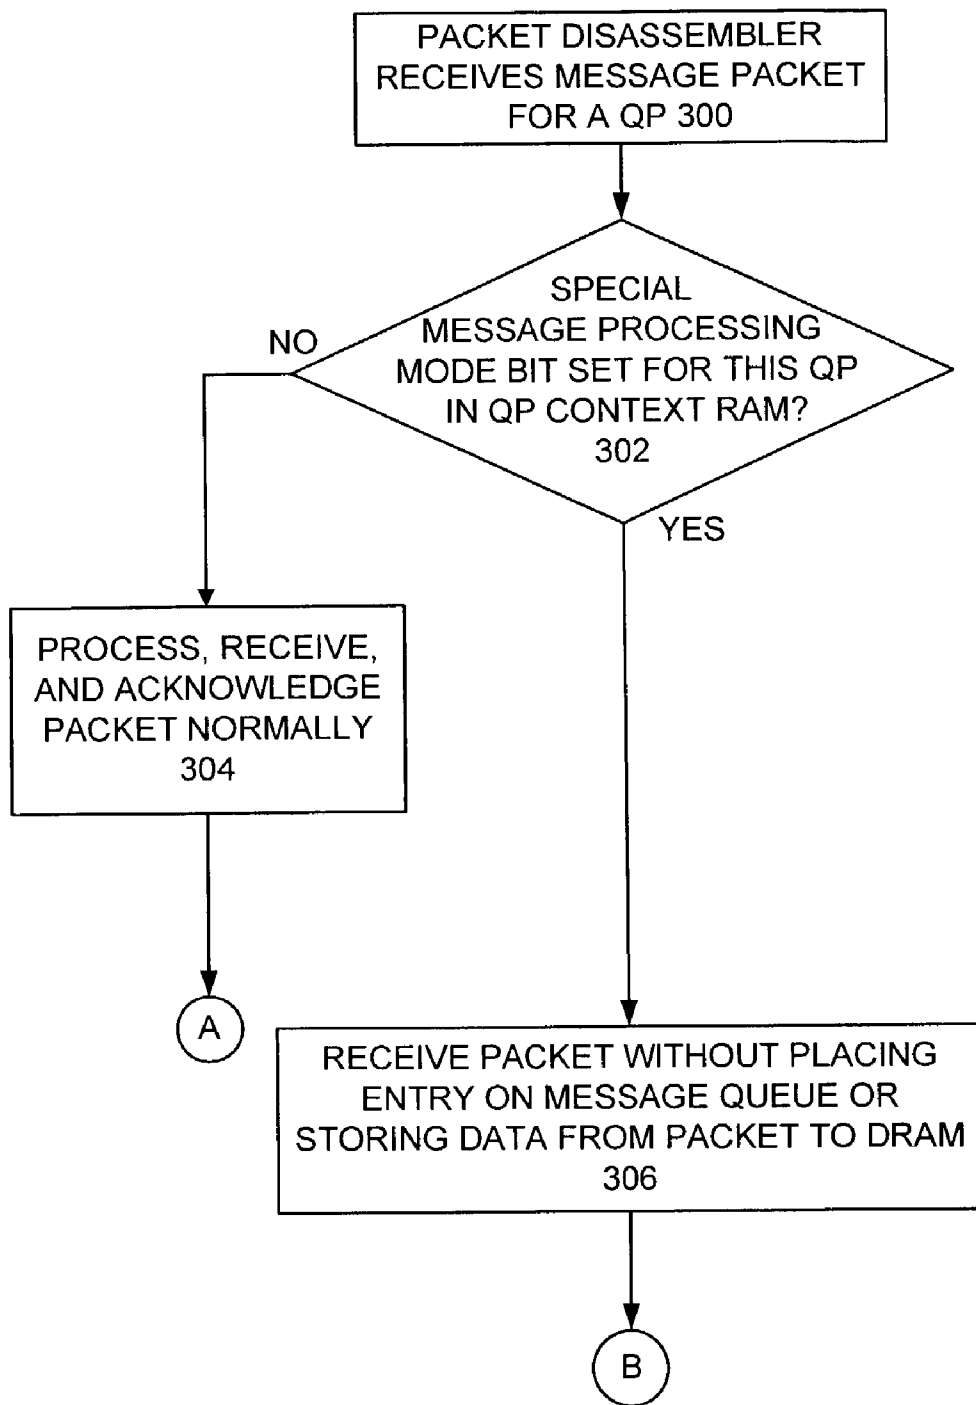 PACKET DISASSEMBLER
RECEIVES MESSAGE PACKET
FOR A QP 300
SPECIAL
MESSAGE PROCESSING
MODE BIT SET FOR THIS QP
IN QP CONTEXT RAM?
302
NO
YES
PROCESS, RECEIVE,
AND ACKNOWLEDGE
PACKET NORMALLY
304
A
RECEIVE PACKET WITHOUT PLACING
ENTRY ON MESSAGE QUEUE OR
STORING DATA FROM PACKET TO DRAM
306
B